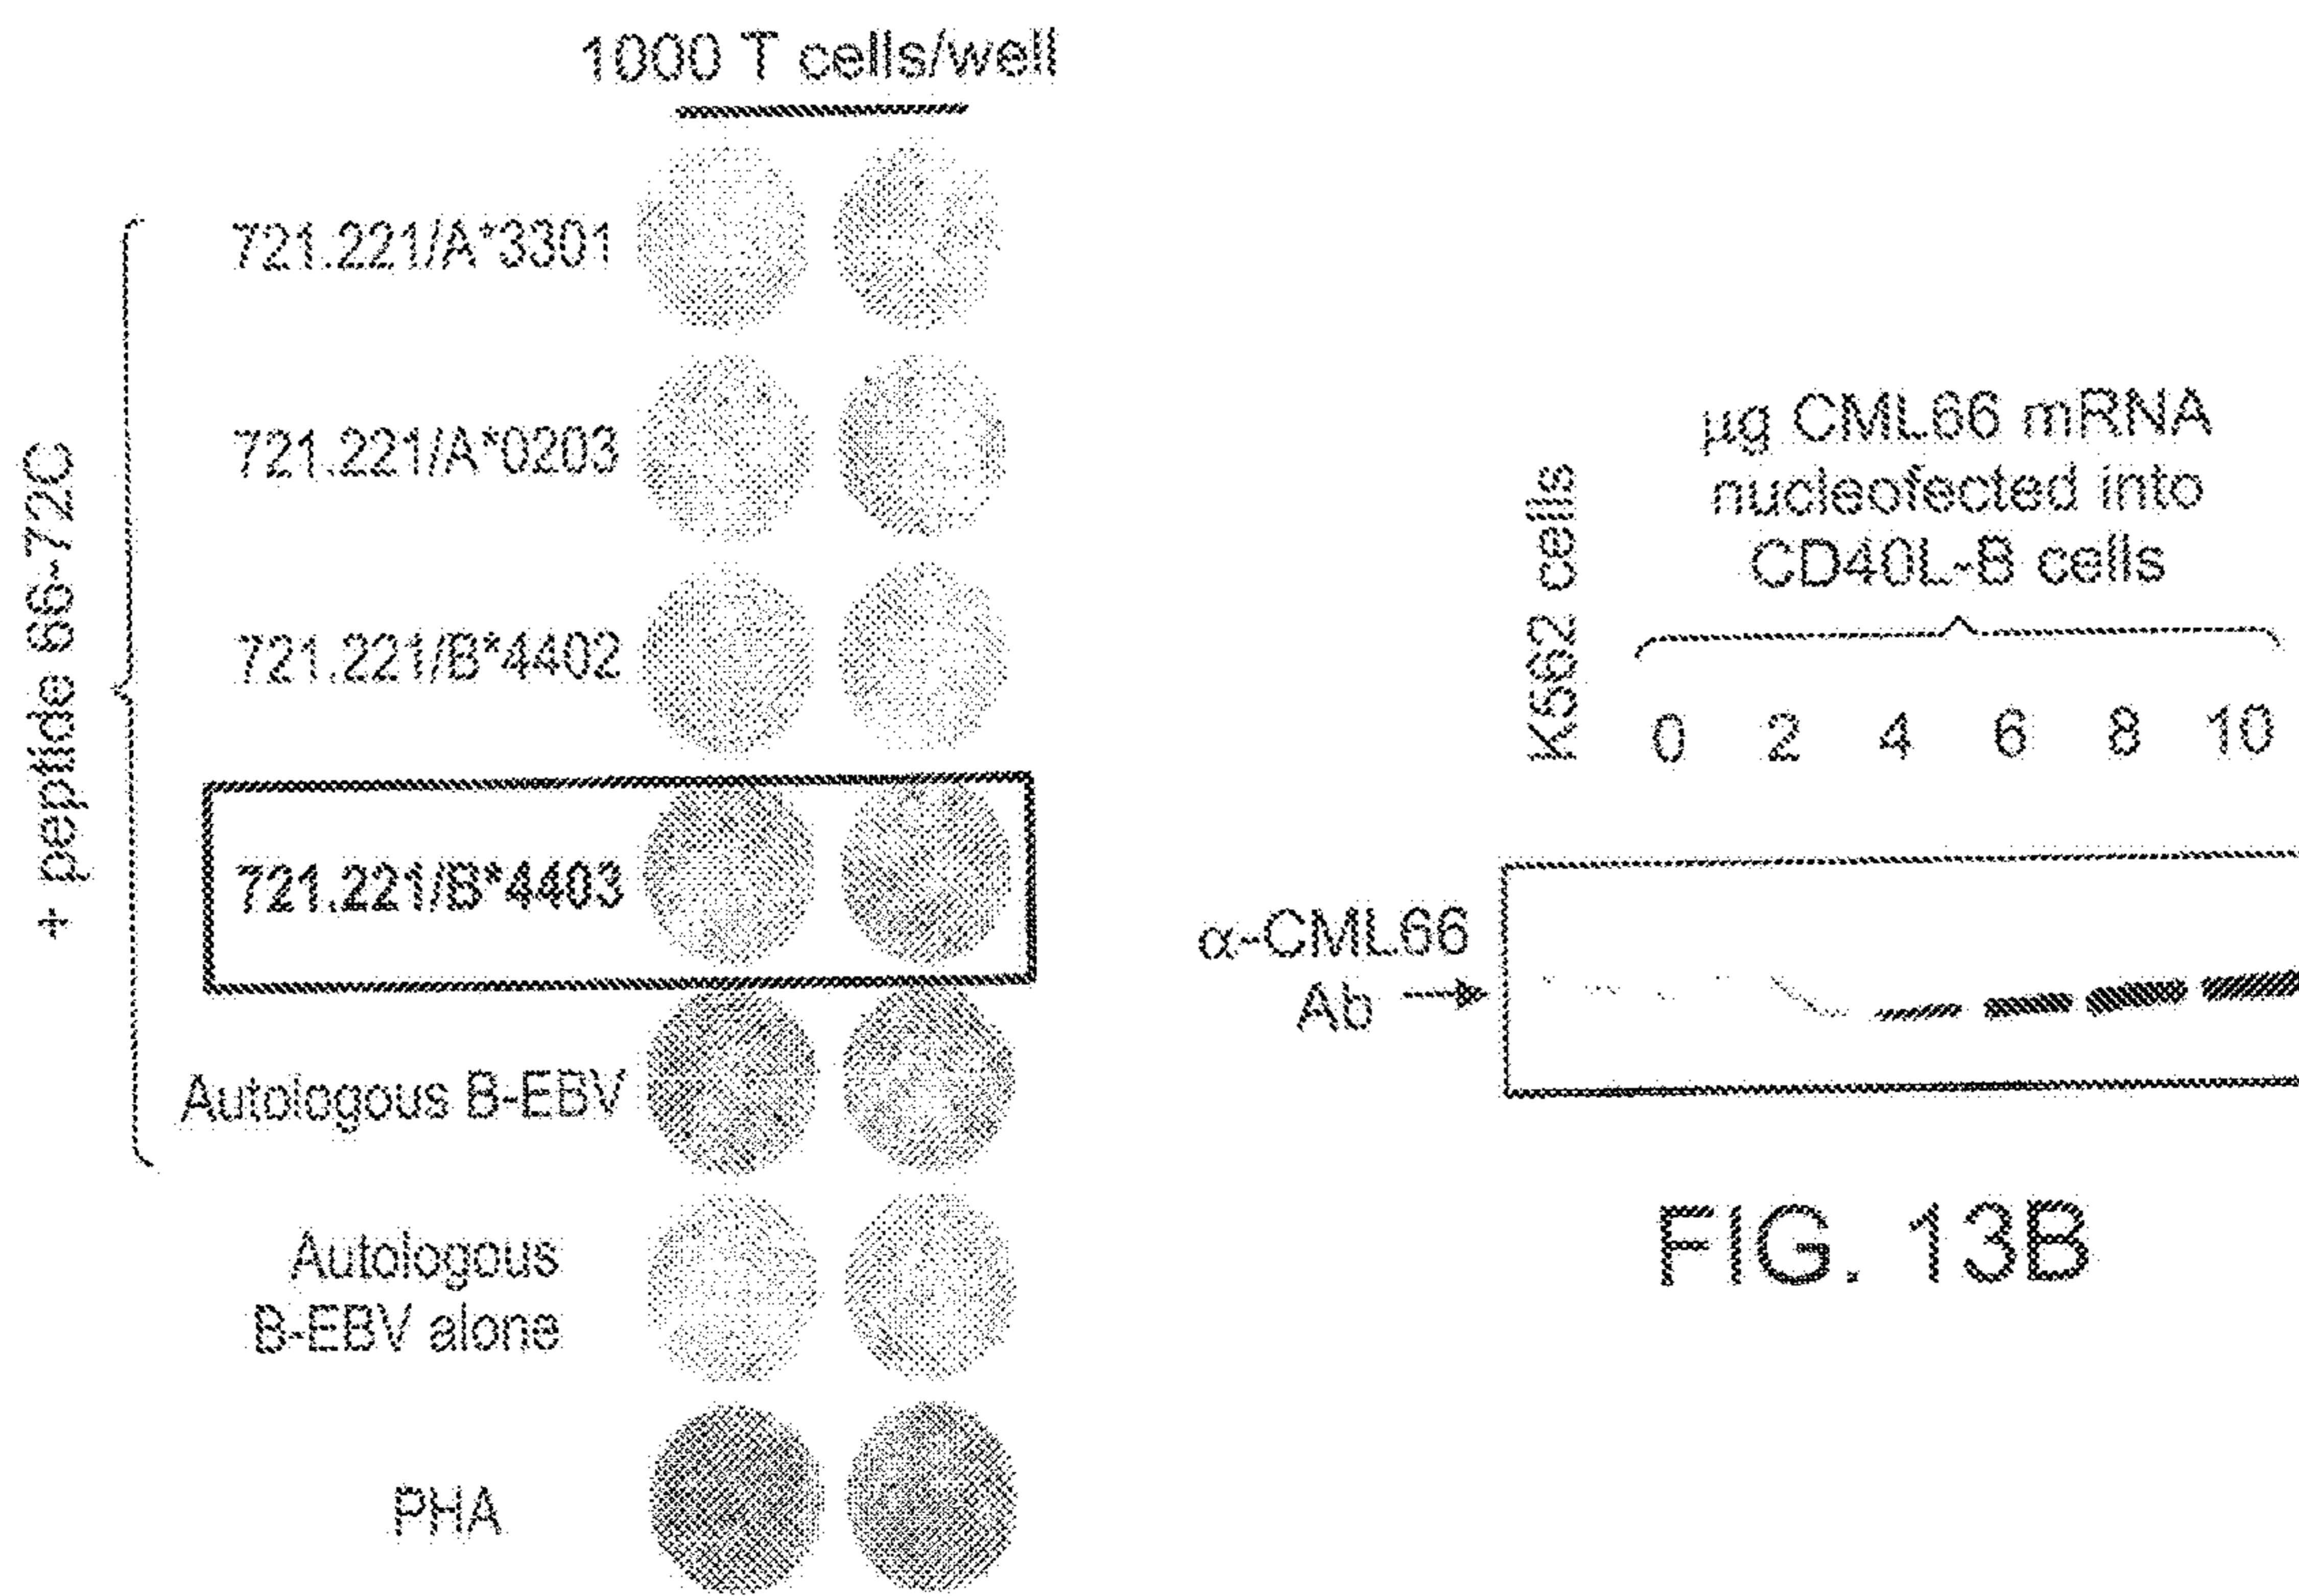 1000 T cells/well
+ peptide 66-72C
721.221/A*3301
721.221/A*0203
721.221/B*4402
721.221/B*4403
Autologous B-EBV
Autologous
B-EBV alone
PHA
K562 cells
µg CML66 mRNA
nucleofected into
CD40L-B cells
0 2 4 6 8 10
α-CML66
Ab
FIG. 13B